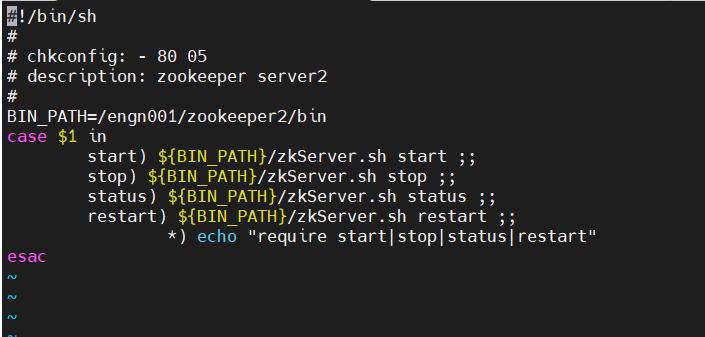 #!/bin/sh
#
# chkconfig: - 80 05
# description: zookeeper server2
#
BIN_PATH=/engn001/zookeeper2/bin
case $1 in
        start) ${BIN_PATH}/zkServer.sh start ;;
        stop) ${BIN_PATH}/zkServer.sh stop ;;
        status) ${BIN_PATH}/zkServer.sh status ;;
        restart) ${BIN_PATH}/zkServer.sh restart ;;
                *) echo "require start|stop|status|restart"
esac
~
~
~
~